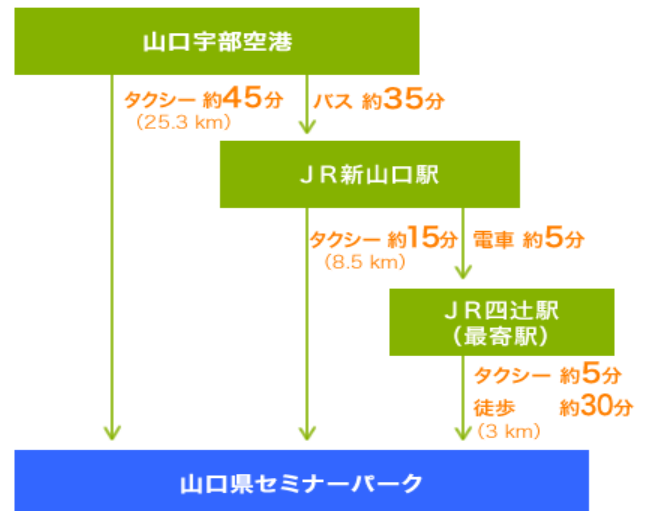 山口宇部空港
タクシー 約45分
（25.3 km）
バス 約35分
ＪＲ新山口駅
タクシー 約15分
（8.5 km）
電車 約5分
ＪＲ四辻駅
（最寄駅）
タクシー 約5分
徒歩 約30分
（3 km）
山口県セミナーパーク